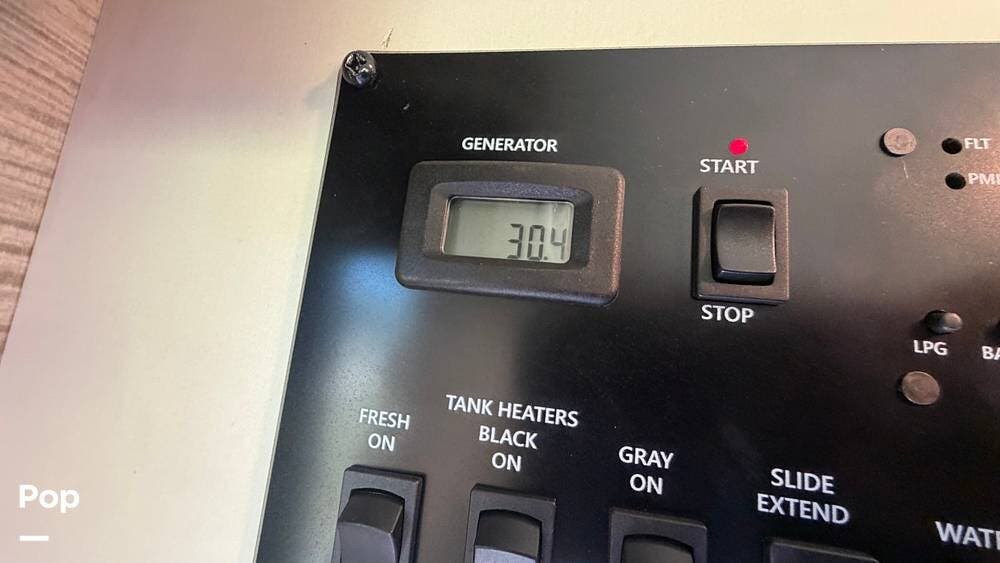 GENERATOR
30.4
START
STOP
FLT
LPG
FRESH
ON
TANK HEATERS
BLACK
ON
GRAY
ON
SLIDE
EXTEND
Pop